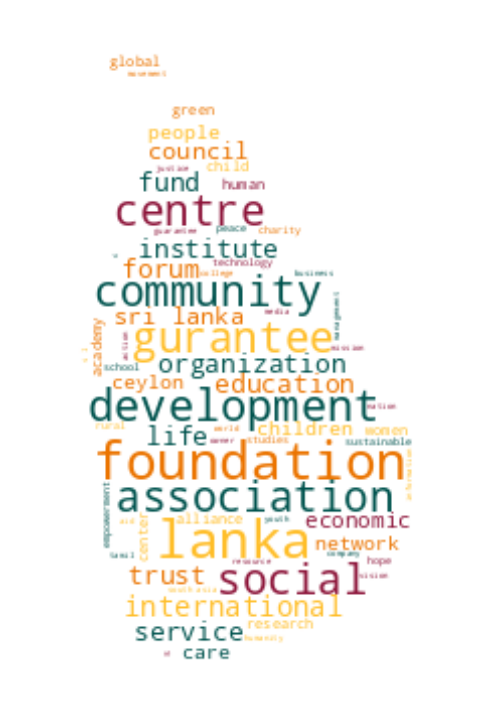 global
movement
green
people
council
justice child
fund human
centre
guarantee peace charity
institute
forum technology
college business
community
media
sri lanka
management
academy
action
gurantee
mission
school organization
ceylon education
development nation
rural world children women
life owner studies sustainable
foundation
information
association
empowerment
aid alliance youth economic
center
lanka network
tamil company
resource hope
trust social vision
south asia
international
research
service humanity
care